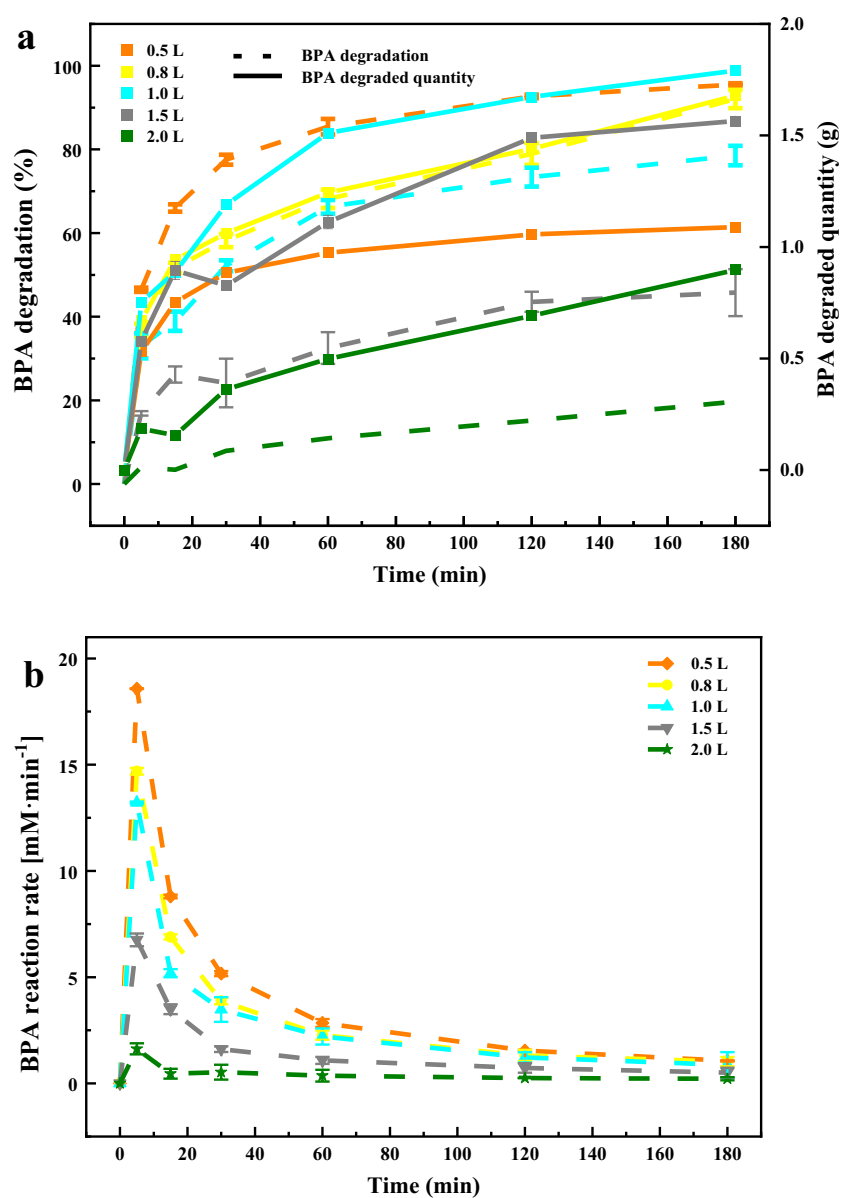 a
0.5 L
0.8 L
1.0 L
1.5 L
2.0 L
BPA degradation
BPA degraded quantity
BPA degradation (%)
100
80
60
40
20
0
2.0
1.5
1.0
0.5
0.0
BPA degraded quantity (g)
0 20 40 60 80 100 120 140 160 180
Time (min)
b
0.5 L
0.8 L
1.0 L
1.5 L
2.0 L
BPA reaction rate [mM·min⁻¹]
20
15
10
5
0
0 20 40 60 80 100 120 140 160 180
Time (min)